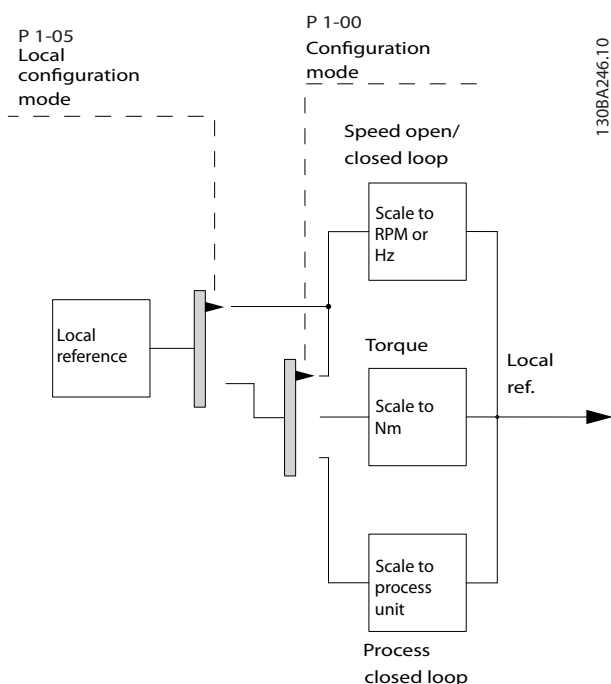 P 1-05
Local
configuration
mode
P 1-00
Configuration
mode
130BA246.10
Speed open/
closed loop
Scale to
RPM or
Hz
Local
reference
Torque
Scale to
Nm
Local
ref.
Scale to
process
unit
Process
closed loop